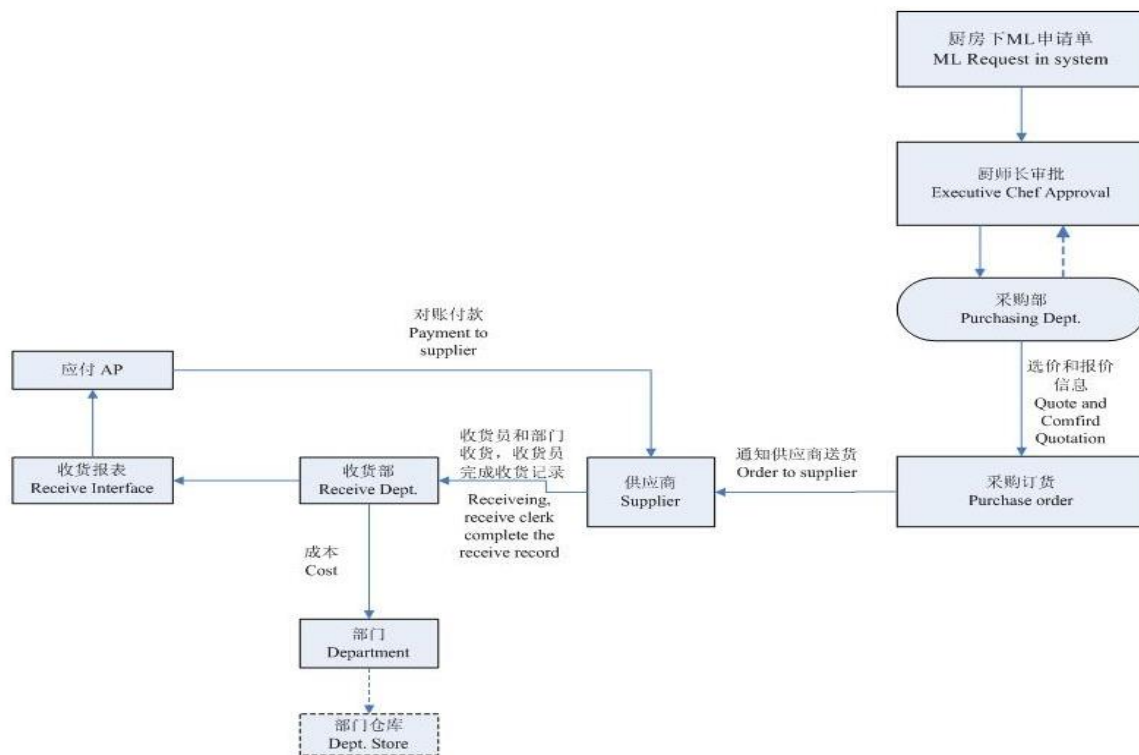 厨房下ML申请单
ML Request in system
厨师长审批
Executive Chef Approval
采购部
Purchasing Dept.
对账付款
Payment to
supplier
应付 AP
选价和报价
信息
Quote and
Comfird
Quotation
收货员和部门
收货，收货员
完成收货记录
Receiveing,
receive clerk
complete the
receive record
通知供应商送货
Order to supplier
收货报表
Receive Interface
收货部
Receive Dept.
供应商
Supplier
采购订货
Purchase order
成本
Cost
部门
Department
部门仓库
Dept. Store